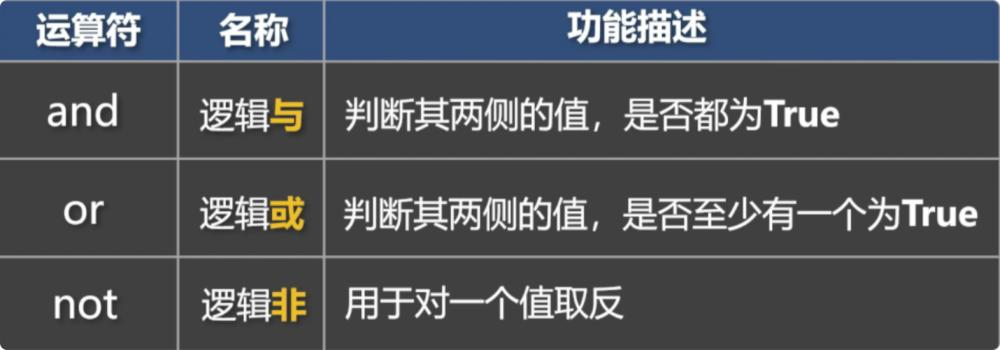 运算符 名称 功能描述
and 逻辑与 判断其两侧的值，是否都为True
or 逻辑或 判断其两侧的值，是否至少有一个为True
not 逻辑非 用于对一个值取反